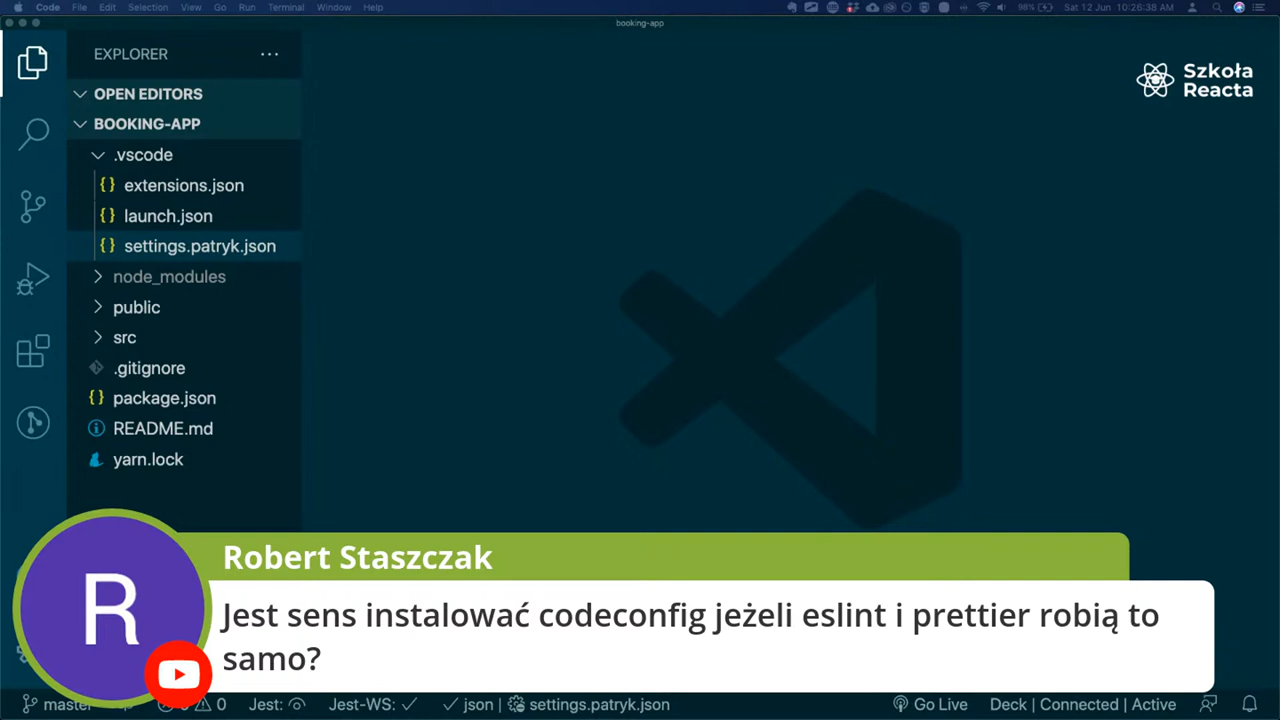 Code File Edit Selection View Go Run Terminal Window Help
98% Sat 12 Jun 10:26:38 AM
booking-app
EXPLORER
Szkoła
Reacta
OPEN EDITORS
BOOKING-APP
.vscode
{} extensions.json
{} launch.json
{} settings.patryk.json
node_modules
public
src
.gitignore
{} package.json
README.md
yarn.lock
Robert Staszczak
R
Jest sens instalować codeconfig jeżeli eslint i prettier robią to
samo?
master 0 Jest: Jest-WS: json settings.patryk.json Go Live Deck | Connected | Active